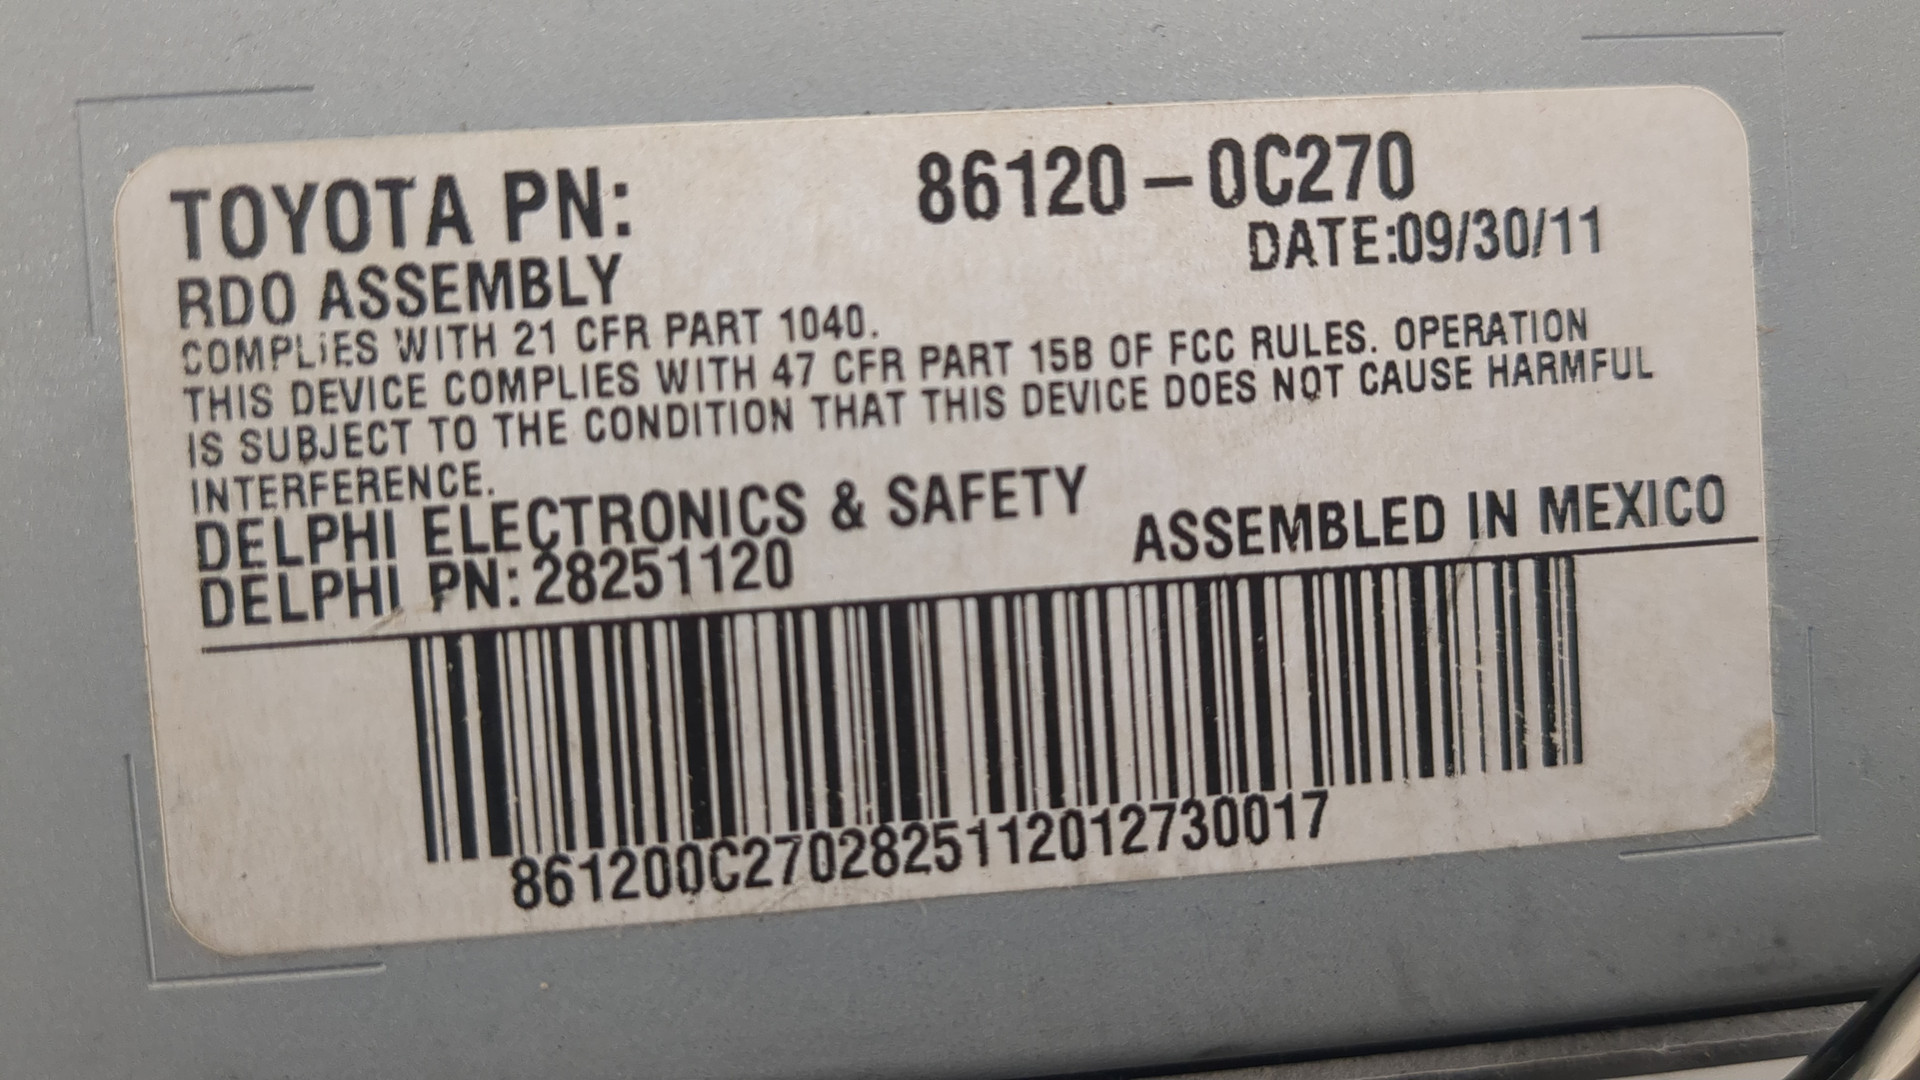 TOYOTA PN: 86120-0C270
DATE:09/30/11
RDO ASSEMBLY
COMPLIES WITH 21 CFR PART 1040.
THIS DEVICE COMPLIES WITH 47 CFR PART 15B OF FCC RULES. OPERATION
IS SUBJECT TO THE CONDITION THAT THIS DEVICE DOES NOT CAUSE HARMFUL
INTERFERENCE.
DELPHI ELECTRONICS & SAFETY
DELPHI PN:28251120
ASSEMBLED IN MEXICO
861200C2702825112012730017